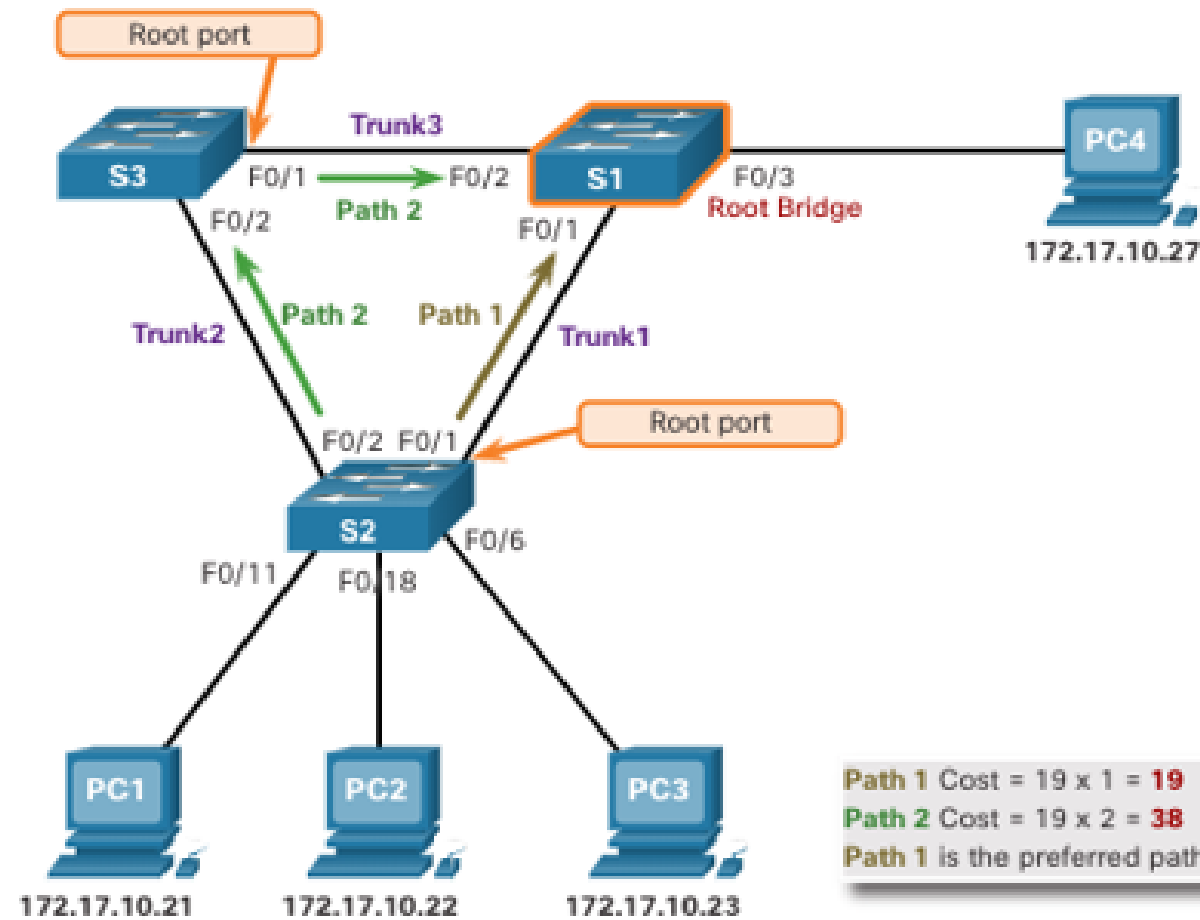 Root port
Trunk3
S3
S1
PC4
F0/1
F0/2
F0/3
Path 2
Root Bridge
F0/2
F0/1
172.17.10.27
Path 2
Path 1
Trunk2
Trunk1
Root port
F0/2 F0/1
S2
F0/6
F0/11
F0/18
PC1
PC2
PC3
Path 1 Cost = 19 x 1 = 19
Path 2 Cost = 19 x 2 = 38
Path 1 is the preferred path
172.17.10.21
172.17.10.22
172.17.10.23